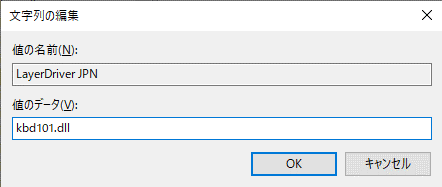 文字列の編集
値の名前(N):
LayerDriver JPN
値のデータ(V):
kbd101.dll
OK
キャンセル